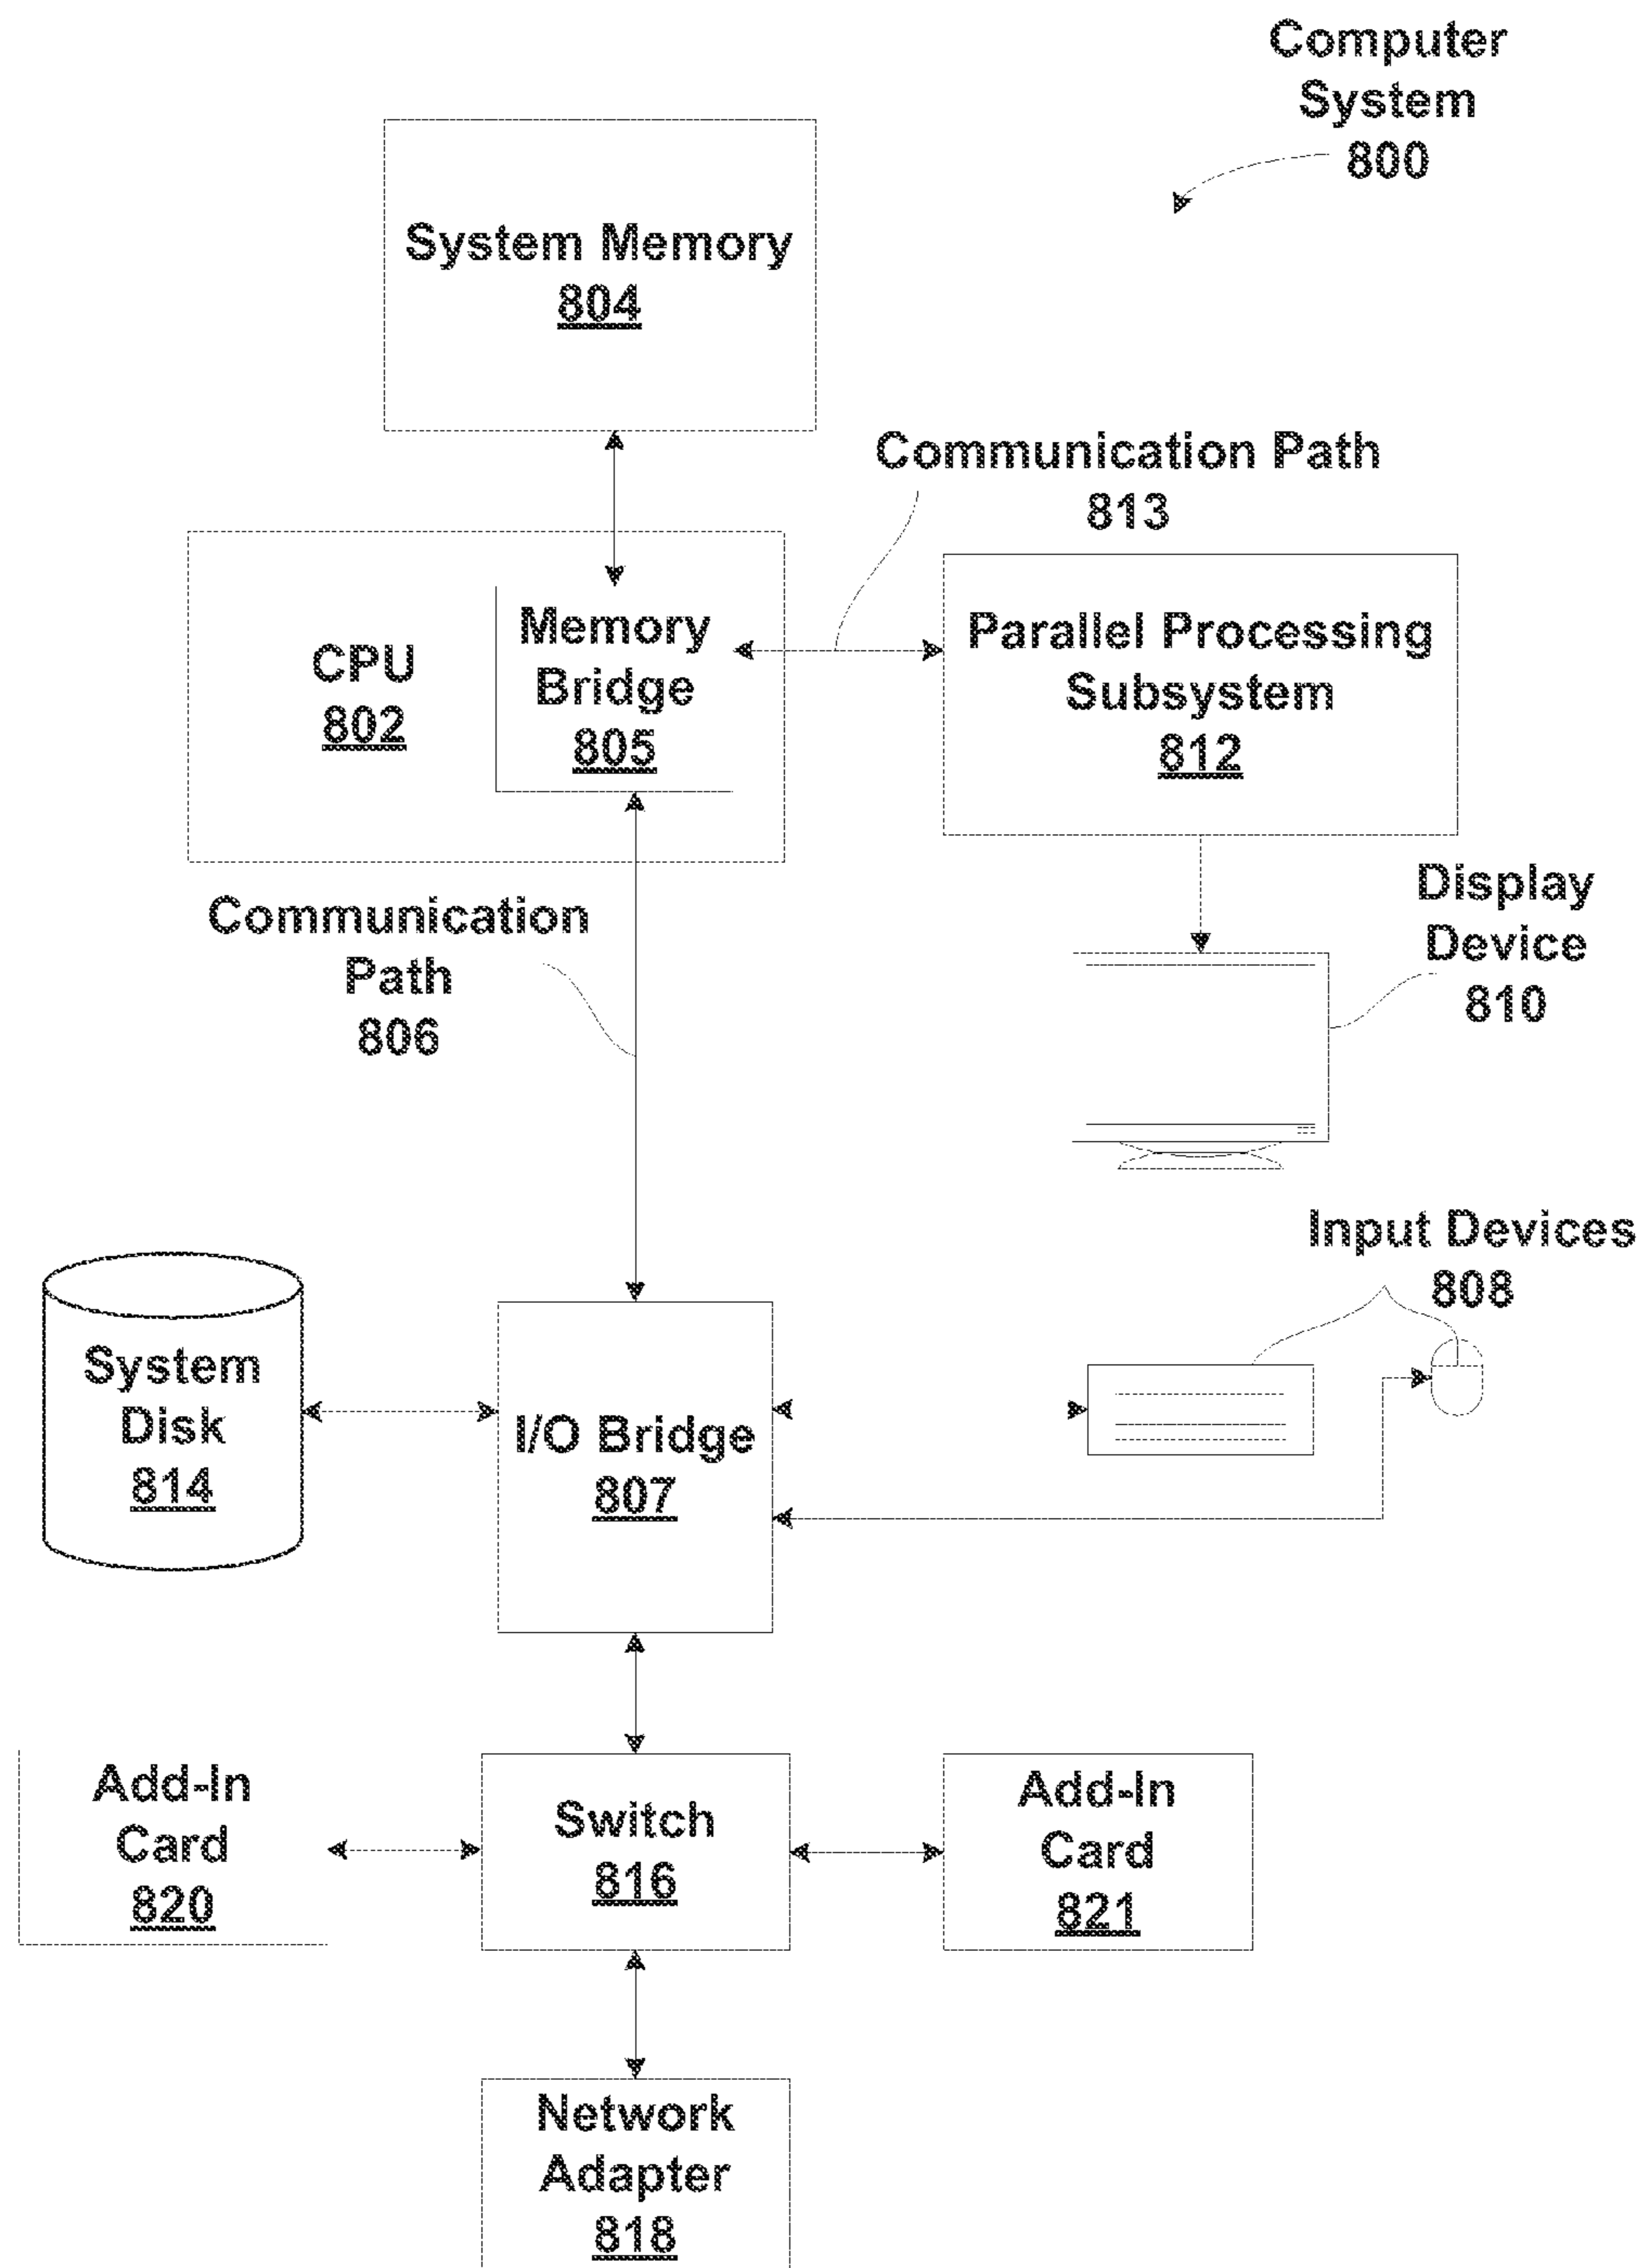 Computer
System
800
System Memory
804
Communication Path
813
CPU
802
Memory
Bridge
805
Parallel Processing
Subsystem
812
Communication
Path
806
Display
Device
810
Input Devices
808
System
Disk
814
I/O Bridge
807
Add-In
Card
820
Switch
816
Add-In
Card
821
Network
Adapter
818